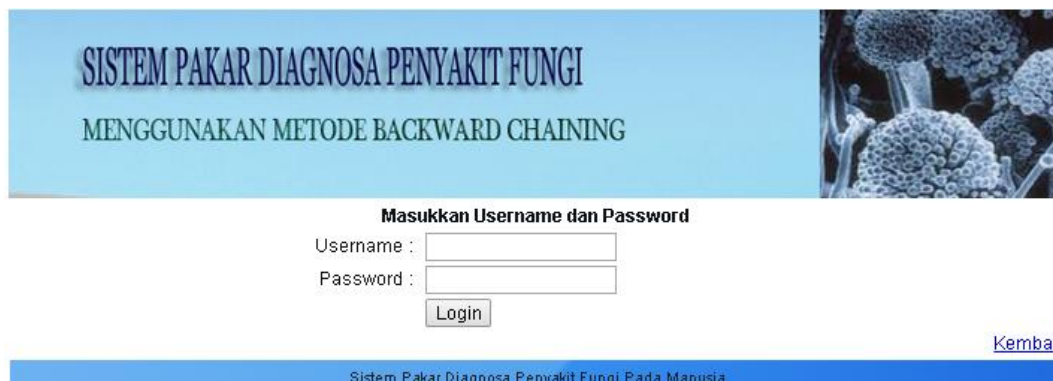 SISTEM PAKAR DIAGNOSA PENYAKIT FUNGI
MENGGUNAKAN METODE BACKWARD CHAINING
Masukkan Username dan Password
Username :
Password :
Login
Kemba
Sistem Pakar Diagnosa Penyakit Fungi Pada Manusia